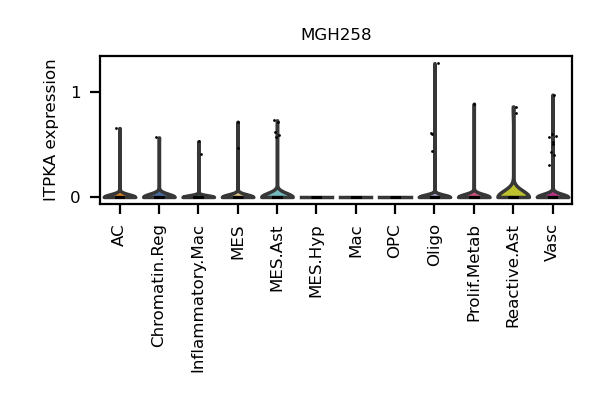 MGH258
ITPKA expression
1
0
AC
Chromatin.Reg
Inflammatory.Mac
MES
MES.Ast
MES.Hyp
Mac
OPC
Oligo
Prolif.Metab
Reactive.Ast
Vasc